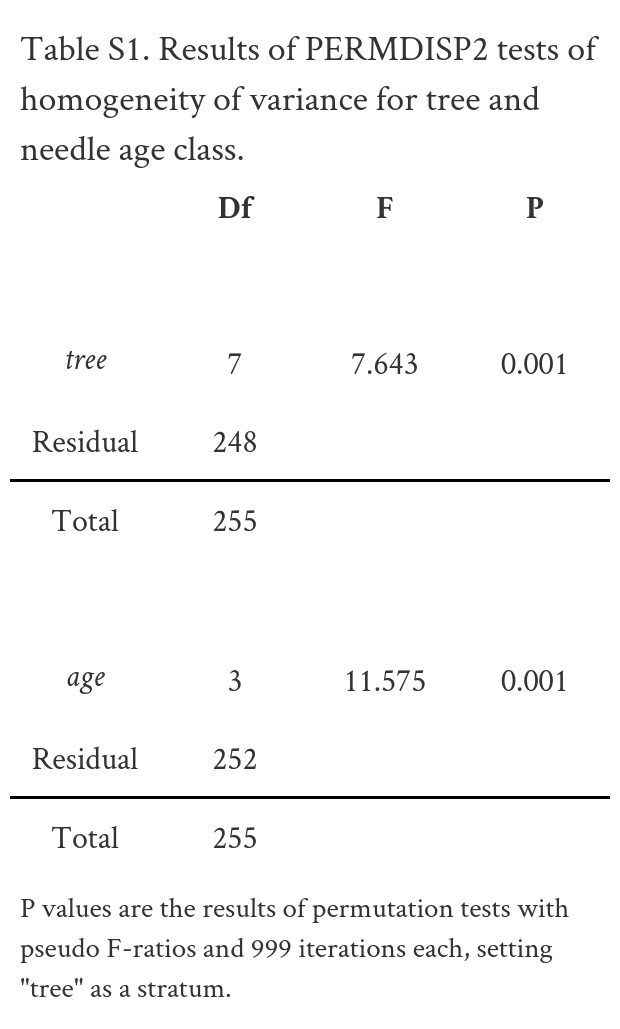 Table S1. Results of PERMDISP2 tests of
homogeneity of variance for tree and
needle age class.
Df F P
tree 7 7.643 0.001
Residual 248
Total 255
age 3 11.575 0.001
Residual 252
Total 255
P values are the results of permutation tests with
pseudo F-ratios and 999 iterations each, setting
"tree" as a stratum.